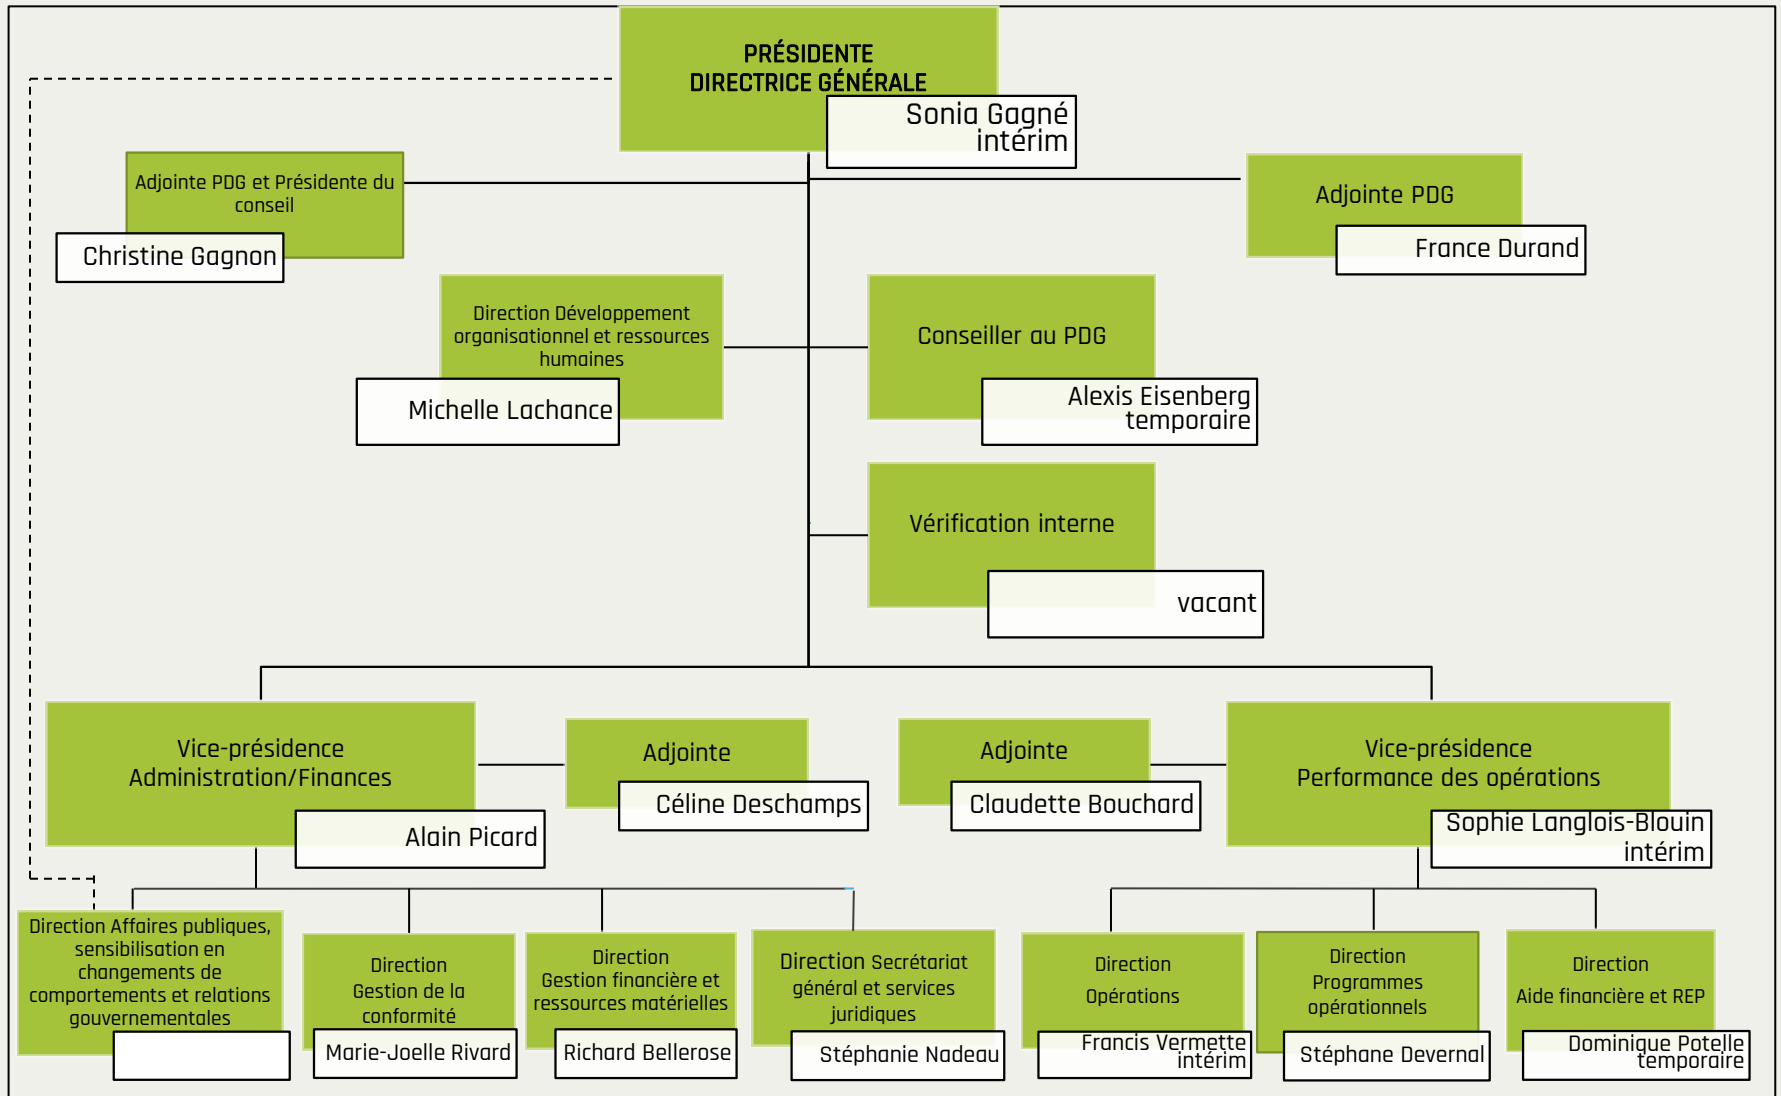 PRÉSIDENTE
DIRECTRICE GÉNÉRALE
Sonia Gagné
intérim
Adjointe PDG et Présidente du
conseil
Christine Gagnon
Adjointe PDG
France Durand
Direction Développement
organisationnel et ressources
humaines
Michelle Lachance
Conseiller au PDG
Alexis Eisenberg
temporaire
Vérification interne
vacant
Vice-présidence
Administration/Finances
Alain Picard
Adjointe
Céline Deschamps
Adjointe
Claudette Bouchard
Vice-présidence
Performance des opérations
Sophie Langlois-Blouin
intérim
Direction Affaires publiques,
sensibilisation en
changements de
comportements et relations
gouvernementales
Direction
Gestion de la
conformité
Marie-Joelle Rivard
Direction
Gestion financière et
ressources matérielles
Richard Bellerose
Direction Secrétariat
général et services
juridiques
Stéphanie Nadeau
Direction
Opérations
Francis Vermette
intérim
Direction
Programmes
opérationnels
Stéphane Devernal
Direction
Aide financière et REP
Dominique Potelle
temporaire